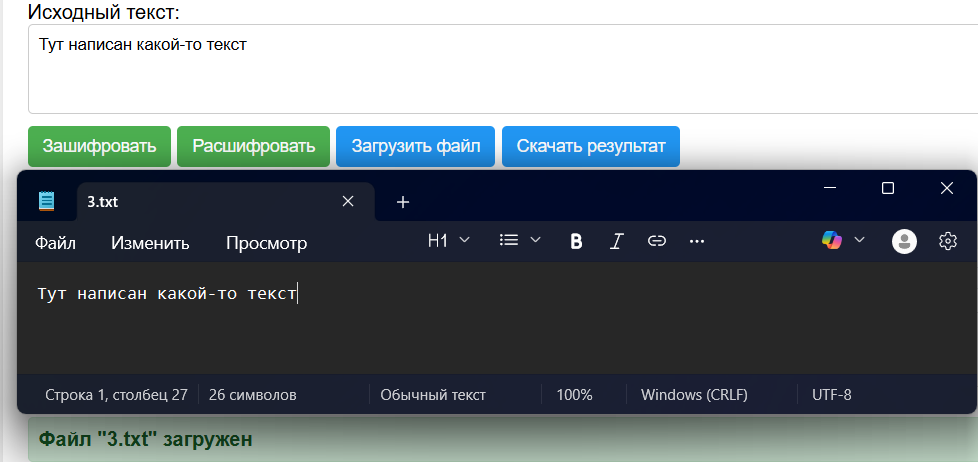 Исходный текст:
Тут написан какой-то текст
Зашифровать Расшифровать Загрузить файл Скачать результат
3.txt
Файл Изменить Просмотр H1 B I
Тут написан какой-то текст
Строка 1, столбец 27 26 символов Обычный текст 100% Windows (CRLF) UTF-8
Файл "3.txt" загружен